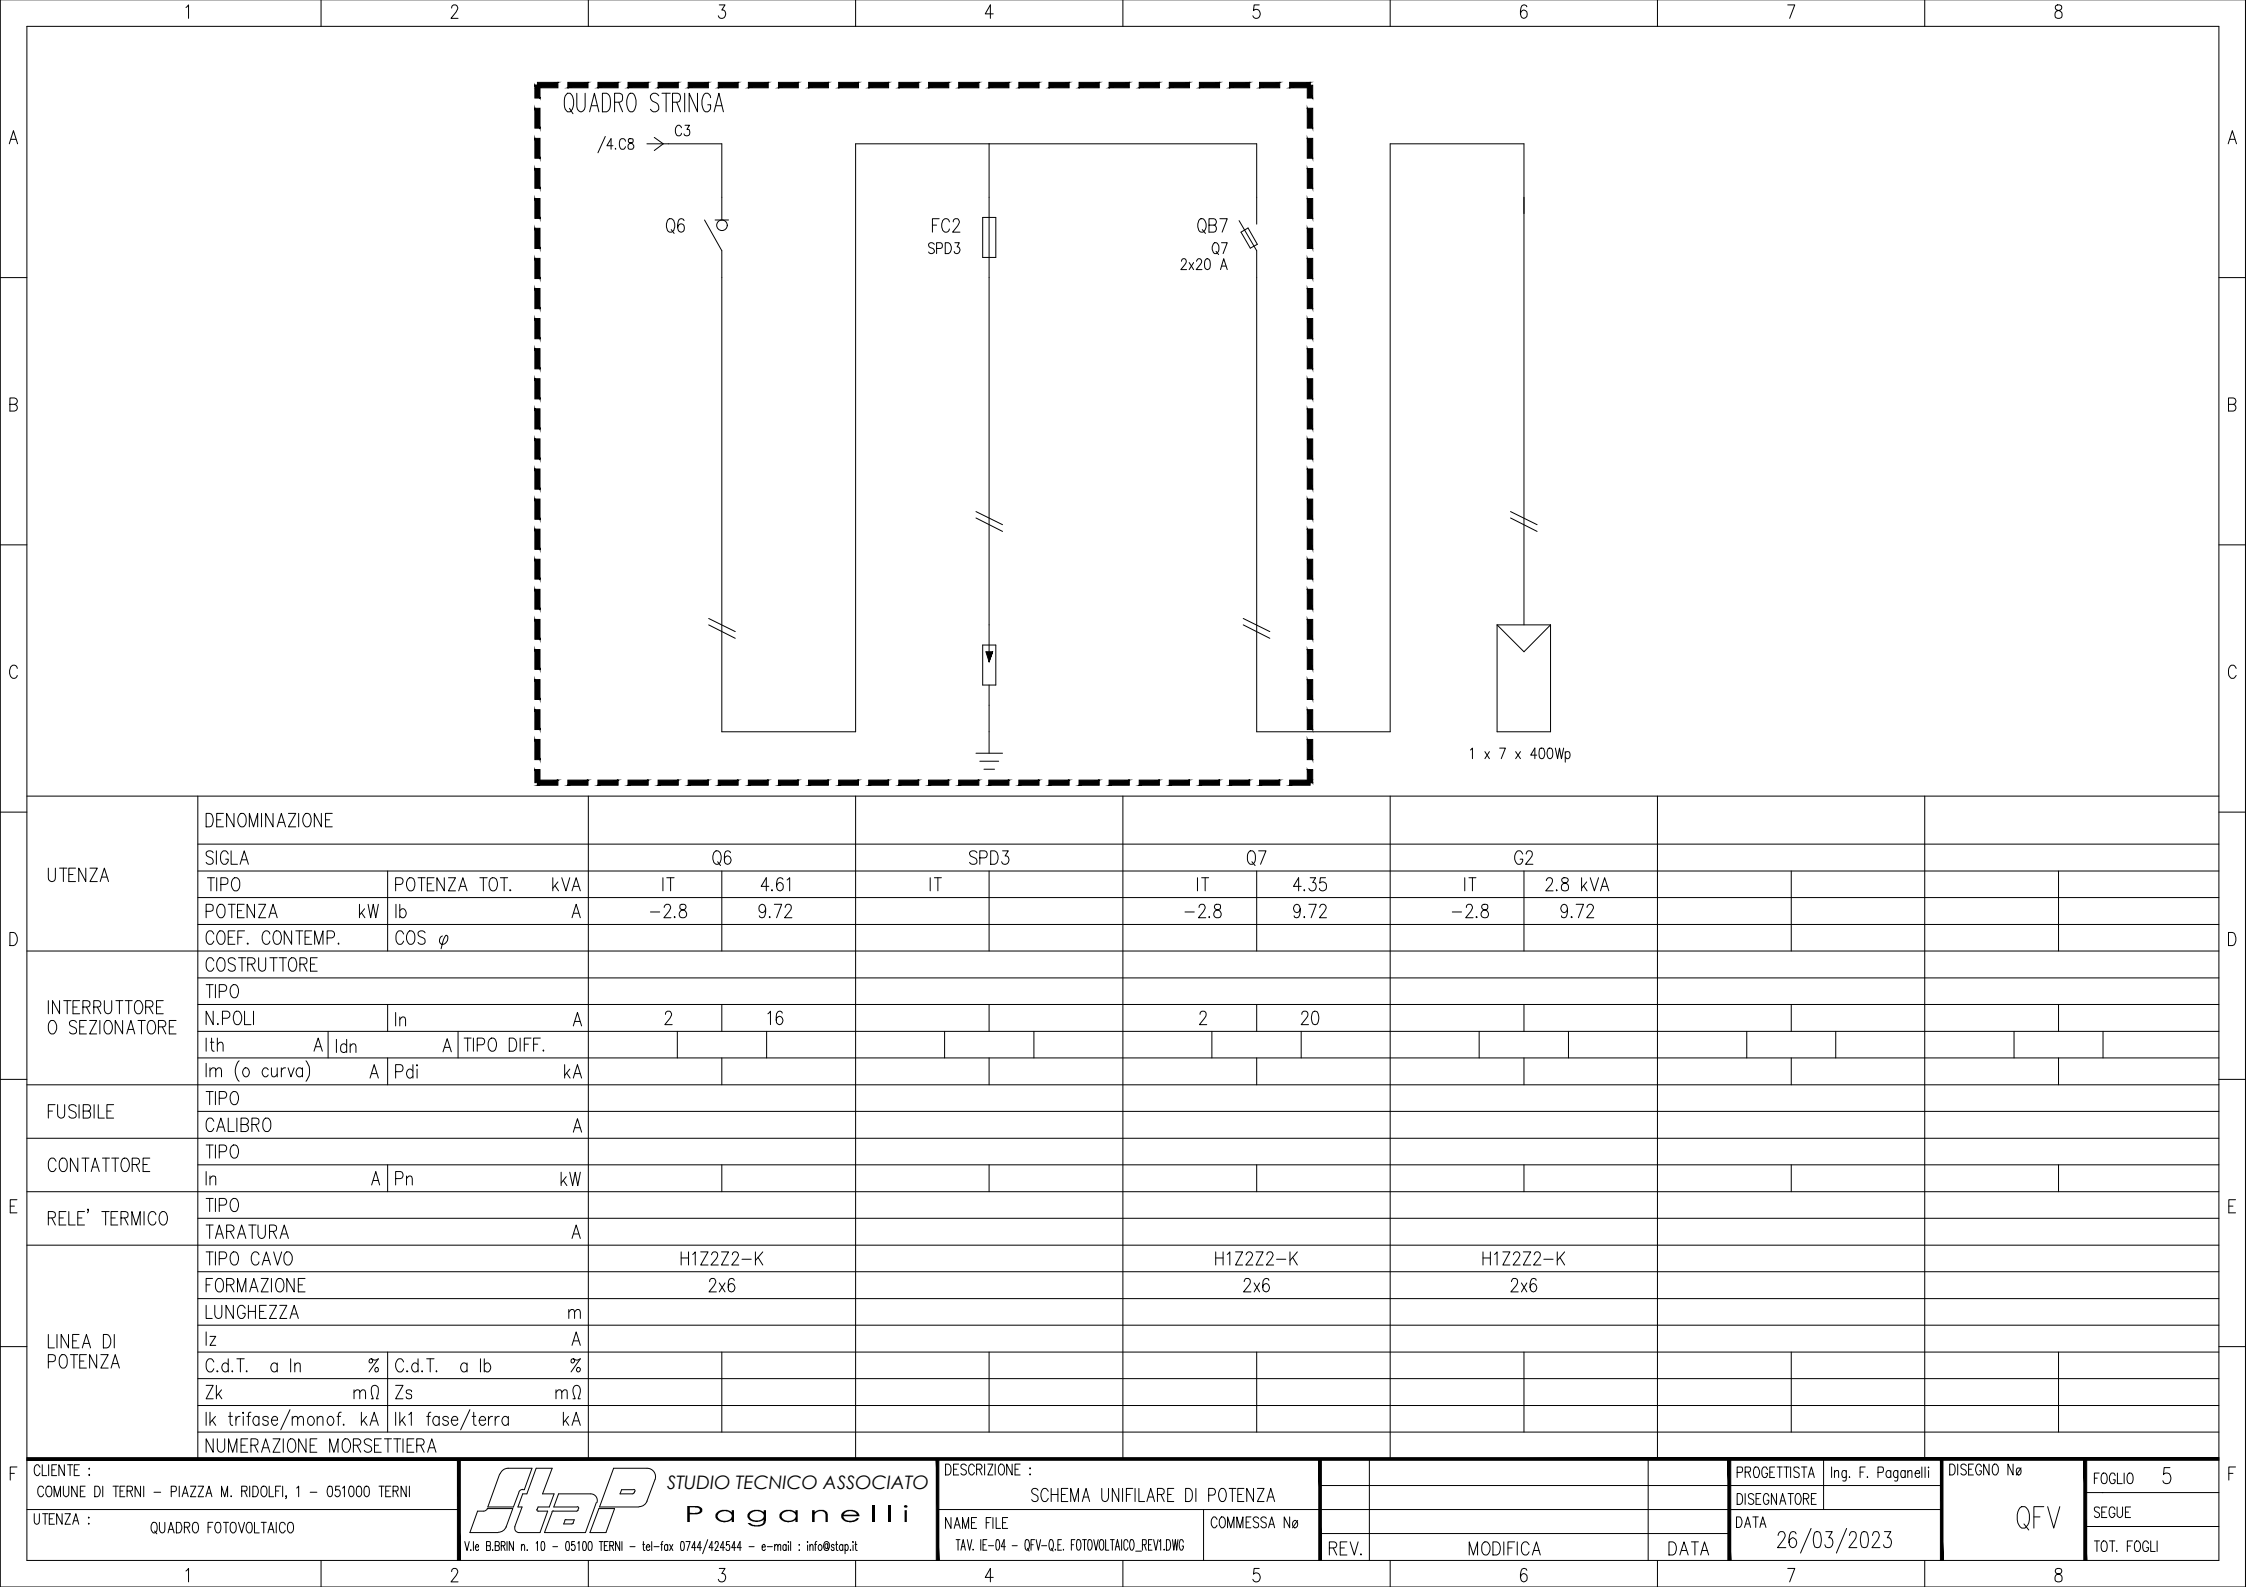 1 2 3 4 5 6 7 8
QUADRO STRINGA
C3
/4.C8
A A
Q6
FC2
SPD3
QB7
Q7
2x20 A
B B
C C
1 x 7 x 400Wp
UTENZA
DENOMINAZIONE
SIGLA Q6 SPD3 Q7 G2
TIPO POTENZA TOT. kVA IT 4.61 IT IT 4.35 IT 2.8 kVA
POTENZA kW Ib A -2.8 9.72 -2.8 9.72 -2.8 9.72
COEF. CONTEMP. COS φ
D D
INTERRUTTORE
O SEZIONATORE
COSTRUTTORE
TIPO
N.POLI In A 2 16 2 20
Ith A Idn A TIPO DIFF.
Im (o curva) A Pdi kA
FUSIBILE
TIPO
CALIBRO A
CONTATTORE
TIPO
In A Pn kW
E E
RELE' TERMICO
TIPO
TARATURA A
LINEA DI
POTENZA
TIPO CAVO H1Z2Z2-K H1Z2Z2-K H1Z2Z2-K
FORMAZIONE 2x6 2x6 2x6
LUNGHEZZA m
Iz A
C.d.T. a In % C.d.T. a Ib %
Zk mΩ Zs mΩ
Ik trifase/monof. kA Ik1 fase/terra kA
NUMERAZIONE MORSETTIERA
F F
CLIENTE :
COMUNE DI TERNI - PIAZZA M. RIDOLFI, 1 - 051000 TERNI
UTENZA :
QUADRO FOTOVOLTAICO
StaP
STUDIO TECNICO ASSOCIATO
Paganelli
V.le B.BRIN n. 10 - 05100 TERNI - tel-fax 0744/424544 - e-mail : info@stap.it
DESCRIZIONE :
SCHEMA UNIFILARE DI POTENZA
NAME FILE
TAV. IE-04 - QFV-Q.E. FOTOVOLTAICO_REV1.DWG
COMMESSA Nø
REV. MODIFICA DATA
PROGETTISTA Ing. F. Paganelli
DISEGNATORE
DATA
26/03/2023
DISEGNO Nø
QFV
FOGLIO 5
SEGUE
TOT. FOGLI
1 2 3 4 5 6 7 8